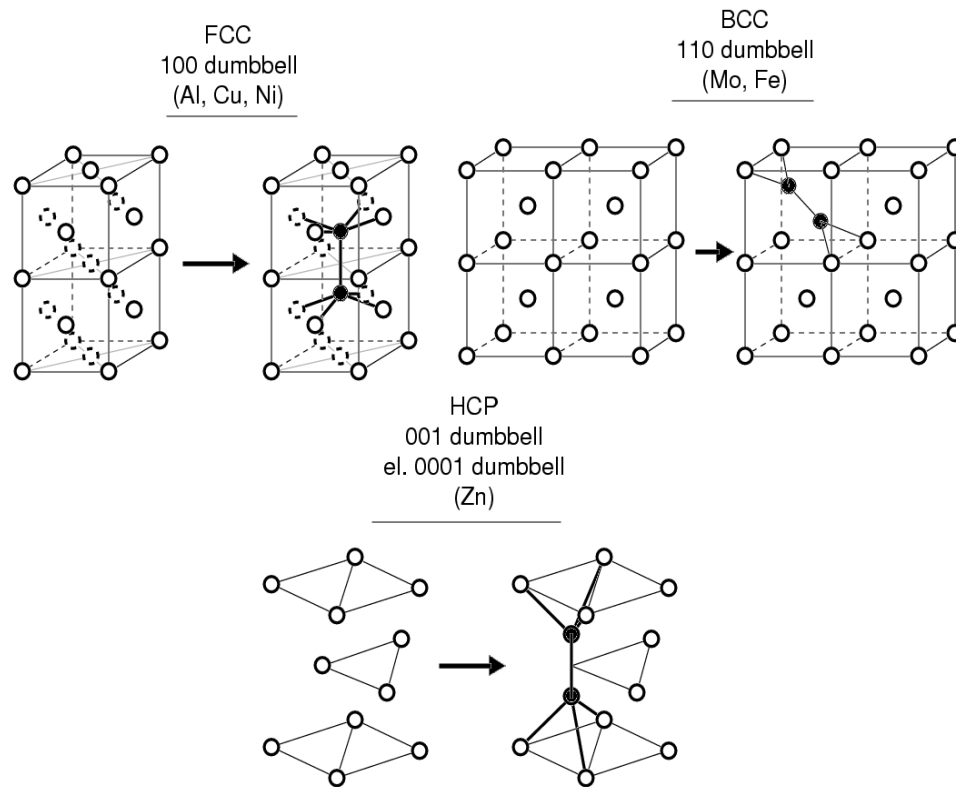 FCC
100 dumbbell
(Al, Cu, Ni)
BCC
110 dumbbell
(Mo, Fe)
HCP
001 dumbbell
el. 0001 dumbbell
(Zn)